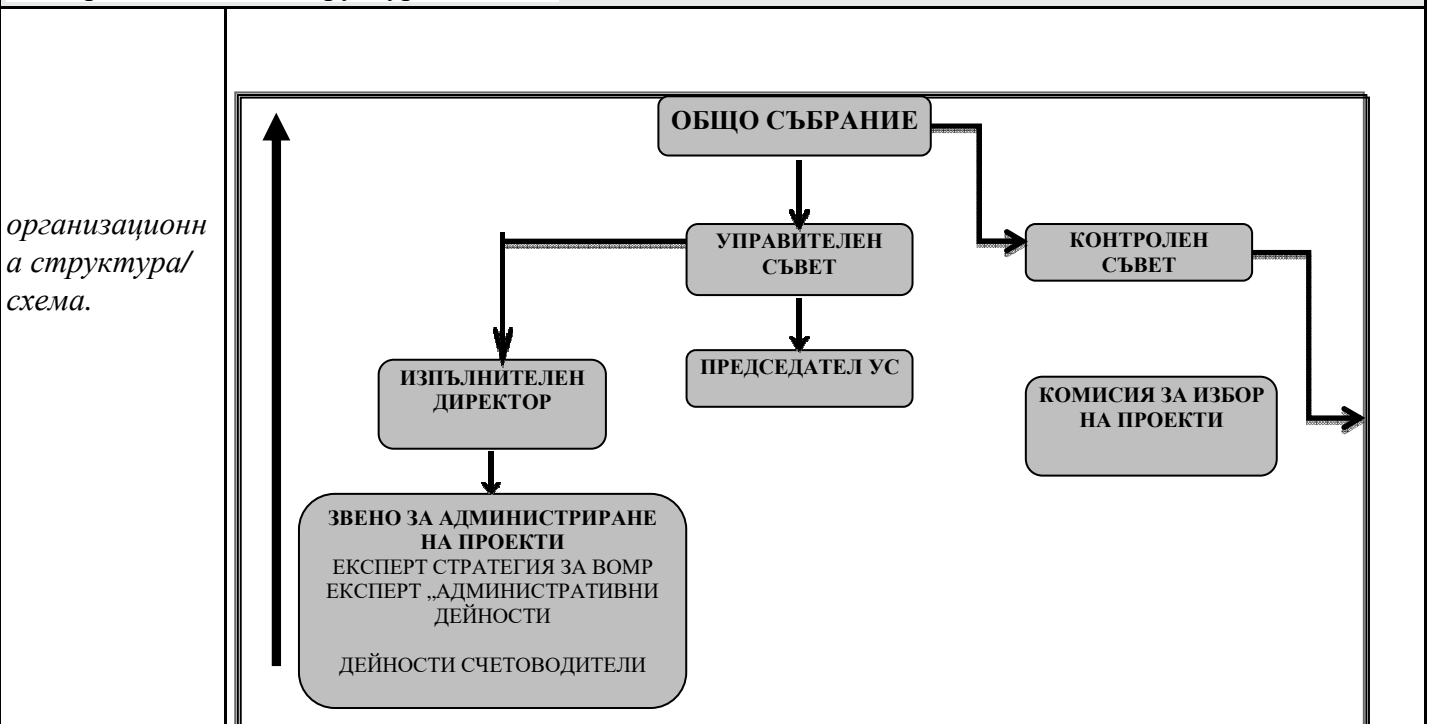 организационн
а структура/
схема.
ОБЩО СЪБРАНИЕ
УПРАВИТЕЛЕН
СЪВЕТ
КОНТРОЛЕН
СЪВЕТ
ИЗПЪЛНИТЕЛЕН
ДИРЕКТОР
ПРЕДСЕДАТЕЛ УС
КОМИСИЯ ЗА ИЗБОР
НА ПРОЕКТИ
ЗВЕНО ЗА АДМИНИСТРИРАНЕ
НА ПРОЕКТИ
ЕКСПЕРТ СТРАТЕГИЯ ЗА ВОМР
ЕКСПЕРТ „АДМИНИСТРАТИВНИ
ДЕЙНОСТИ
ДЕЙНОСТИ СЧЕТОВОДИТЕЛИ